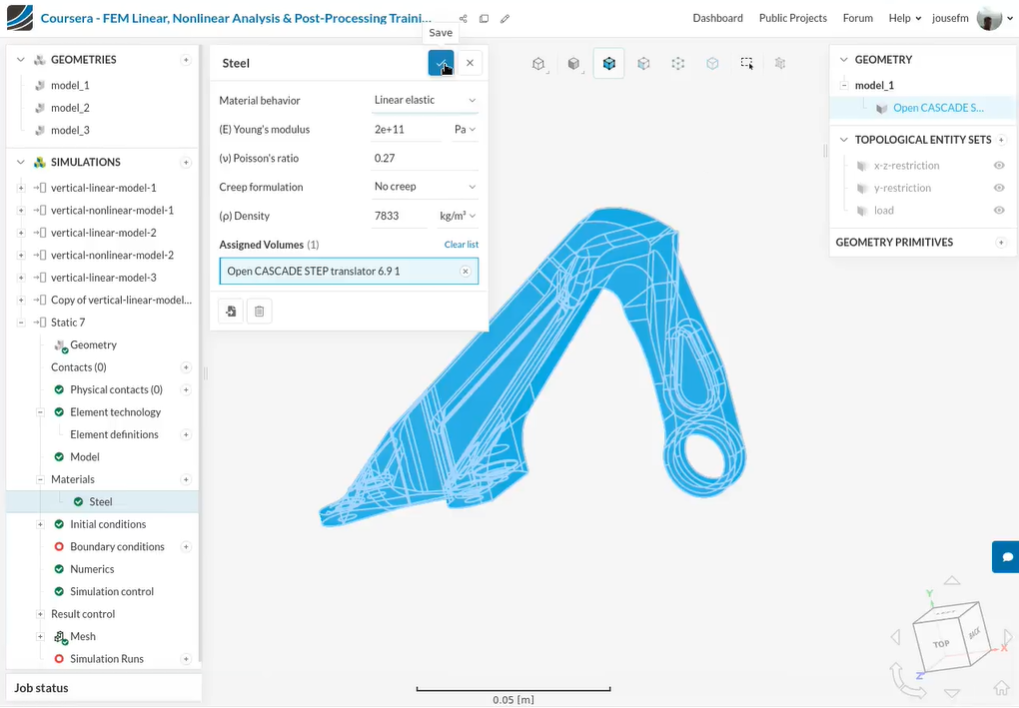 Coursera - FEM Linear, Nonlinear Analysis & Post-Processing Traini...
Dashboard
Public Projects
Forum
Help
jousefm
Save
GEOMETRIES
model_1
model_2
model_3
SIMULATIONS
vertical-linear-model-1
vertical-nonlinear-model-1
vertical-linear-model-2
vertical-nonlinear-model-2
vertical-linear-model-3
Copy of vertical-linear-model...
Static 7
Geometry
Contacts (0)
Physical contacts (0)
Element technology
Element definitions
Model
Materials
Steel
Initial conditions
Boundary conditions
Numerics
Simulation control
Result control
Mesh
Simulation Runs
Job status
Steel
Material behavior Linear elastic
(E) Young's modulus 2e+11 Pa
(ν) Poisson's ratio 0.27
Creep formulation No creep
(ρ) Density 7833 kg/m³
Assigned Volumes (1) Clear list
Open CASCADE STEP translator 6.9 1
GEOMETRY
model_1
Open CASCADE S...
TOPOLOGICAL ENTITY SETS
x-z-restriction
y-restriction
load
GEOMETRY PRIMITIVES
Y
TOP
BACK
X
Z
0.05 [m]